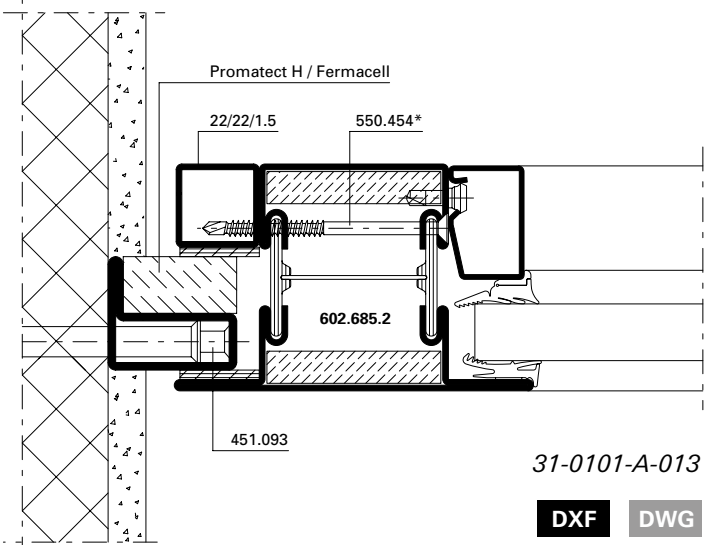 Promatect H / Fermacell
22/22/1.5
550.454*
602.685.2
451.093
31-0101-A-013
DXF DWG